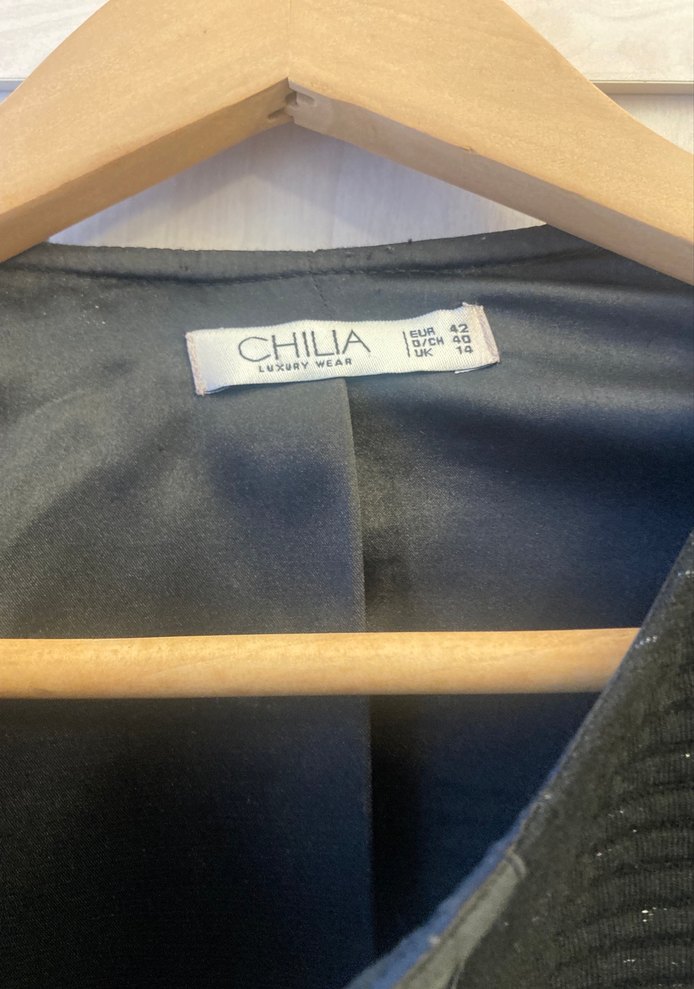 CHILIA
LUXURY WEAR
EUR 42
D/CH 40
UK 14